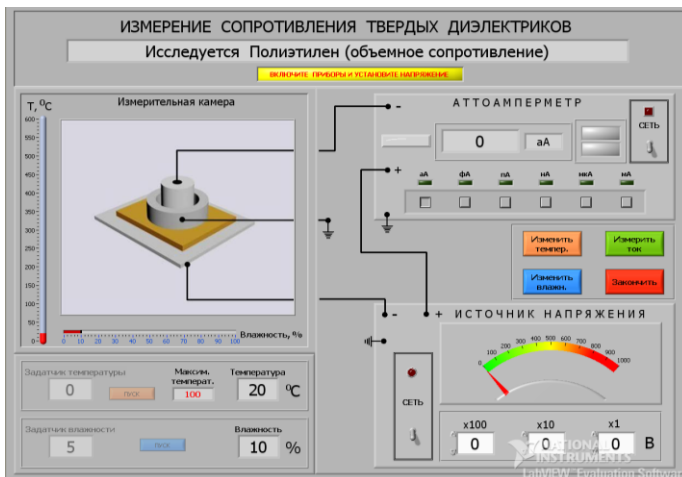 ИЗМЕРЕНИЕ СОПРОТИВЛЕНИЯ ТВЕРДЫХ ДИЭЛЕКТРИКОВ
Исследуется Полиэтилен (объемное сопротивление)
ВКЛЮЧИТЕ ПРИБОРЫ И УСТАНОВИТЕ НАПРЯЖЕНИЕ
T, ⁰C
Измерительная камера
600-
550-
500-
450-
400-
350-
300-
250-
200-
150-
100-
50-
0-
0 10 20 30 40 50 60 70 80 90 100
Влажность, %
Задатчик температуры
0
ПУСК
Максим. температ.
100
Температура
20 ⁰C
Задатчик влажности
5
ПУСК
Влажность
10 %
- АТТОАМПЕРМЕТР
0 аА
СЕТЬ
+
аА фА пА нА мкА мА
Изменить темпер.
Измерить ток
Изменить влажн.
Закончить
- + ИСТОЧНИК НАПРЯЖЕНИЯ
0 100 200 300 400 500 600 700 800 900 1000
СЕТЬ
x100 x10 x1
0 0 0 В
NATIONAL
INSTRUMENTS
LabVIEW Evaluation Software